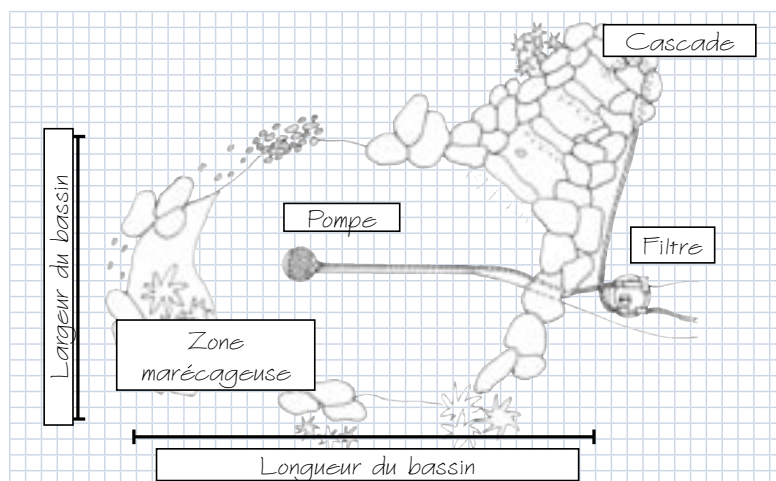 Cascade
Largeur du bassin
Pompe
Filtre
Zone
marécageuse
Longueur du bassin